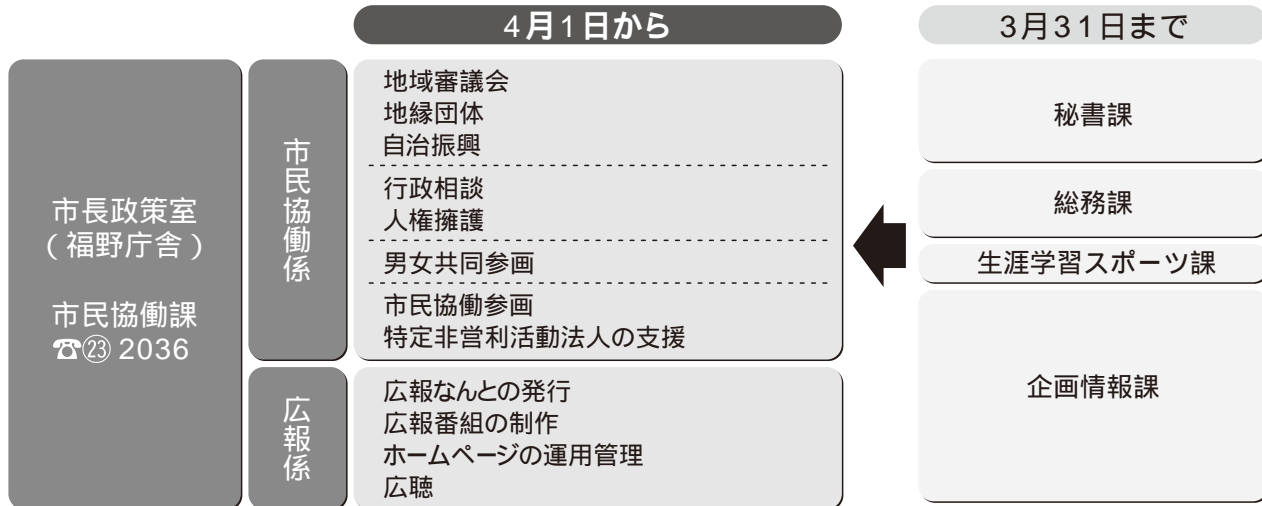 4月1日から
3月31日まで
市長政策室
(福野庁舎)
市民協働課
☎㉓ 2036
市民協働係
地域審議会
地縁団体
自治振興
行政相談
人権擁護
男女共同参画
市民協働参画
特定非営利活動法人の支援
広報係
広報なんとの発行
広報番組の制作
ホームページの運用管理
広聴
秘書課
総務課
生涯学習スポーツ課
企画情報課